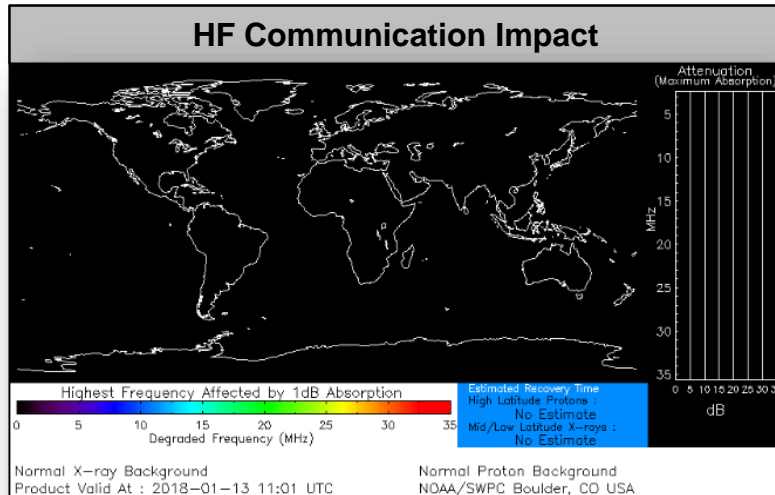 HF Communication Impact
Attenuation
(Maximum Absorption)
5
10
15
20
25
30
35
MHz
0 5 10 15 20 25 30
dB
Highest Frequency Affected by 1dB Absorption
0 5 10 15 20 25 30 35
Degraded Frequency (MHz)
Estimated Recovery Time
High Latitude Protons :
No Estimate
Mid/Low Latitude X-rays :
No Estimate
Normal X-ray Background
Product Valid At : 2018-01-13 11:01 UTC
Normal Proton Background
NOAA/SWPC Boulder, CO USA